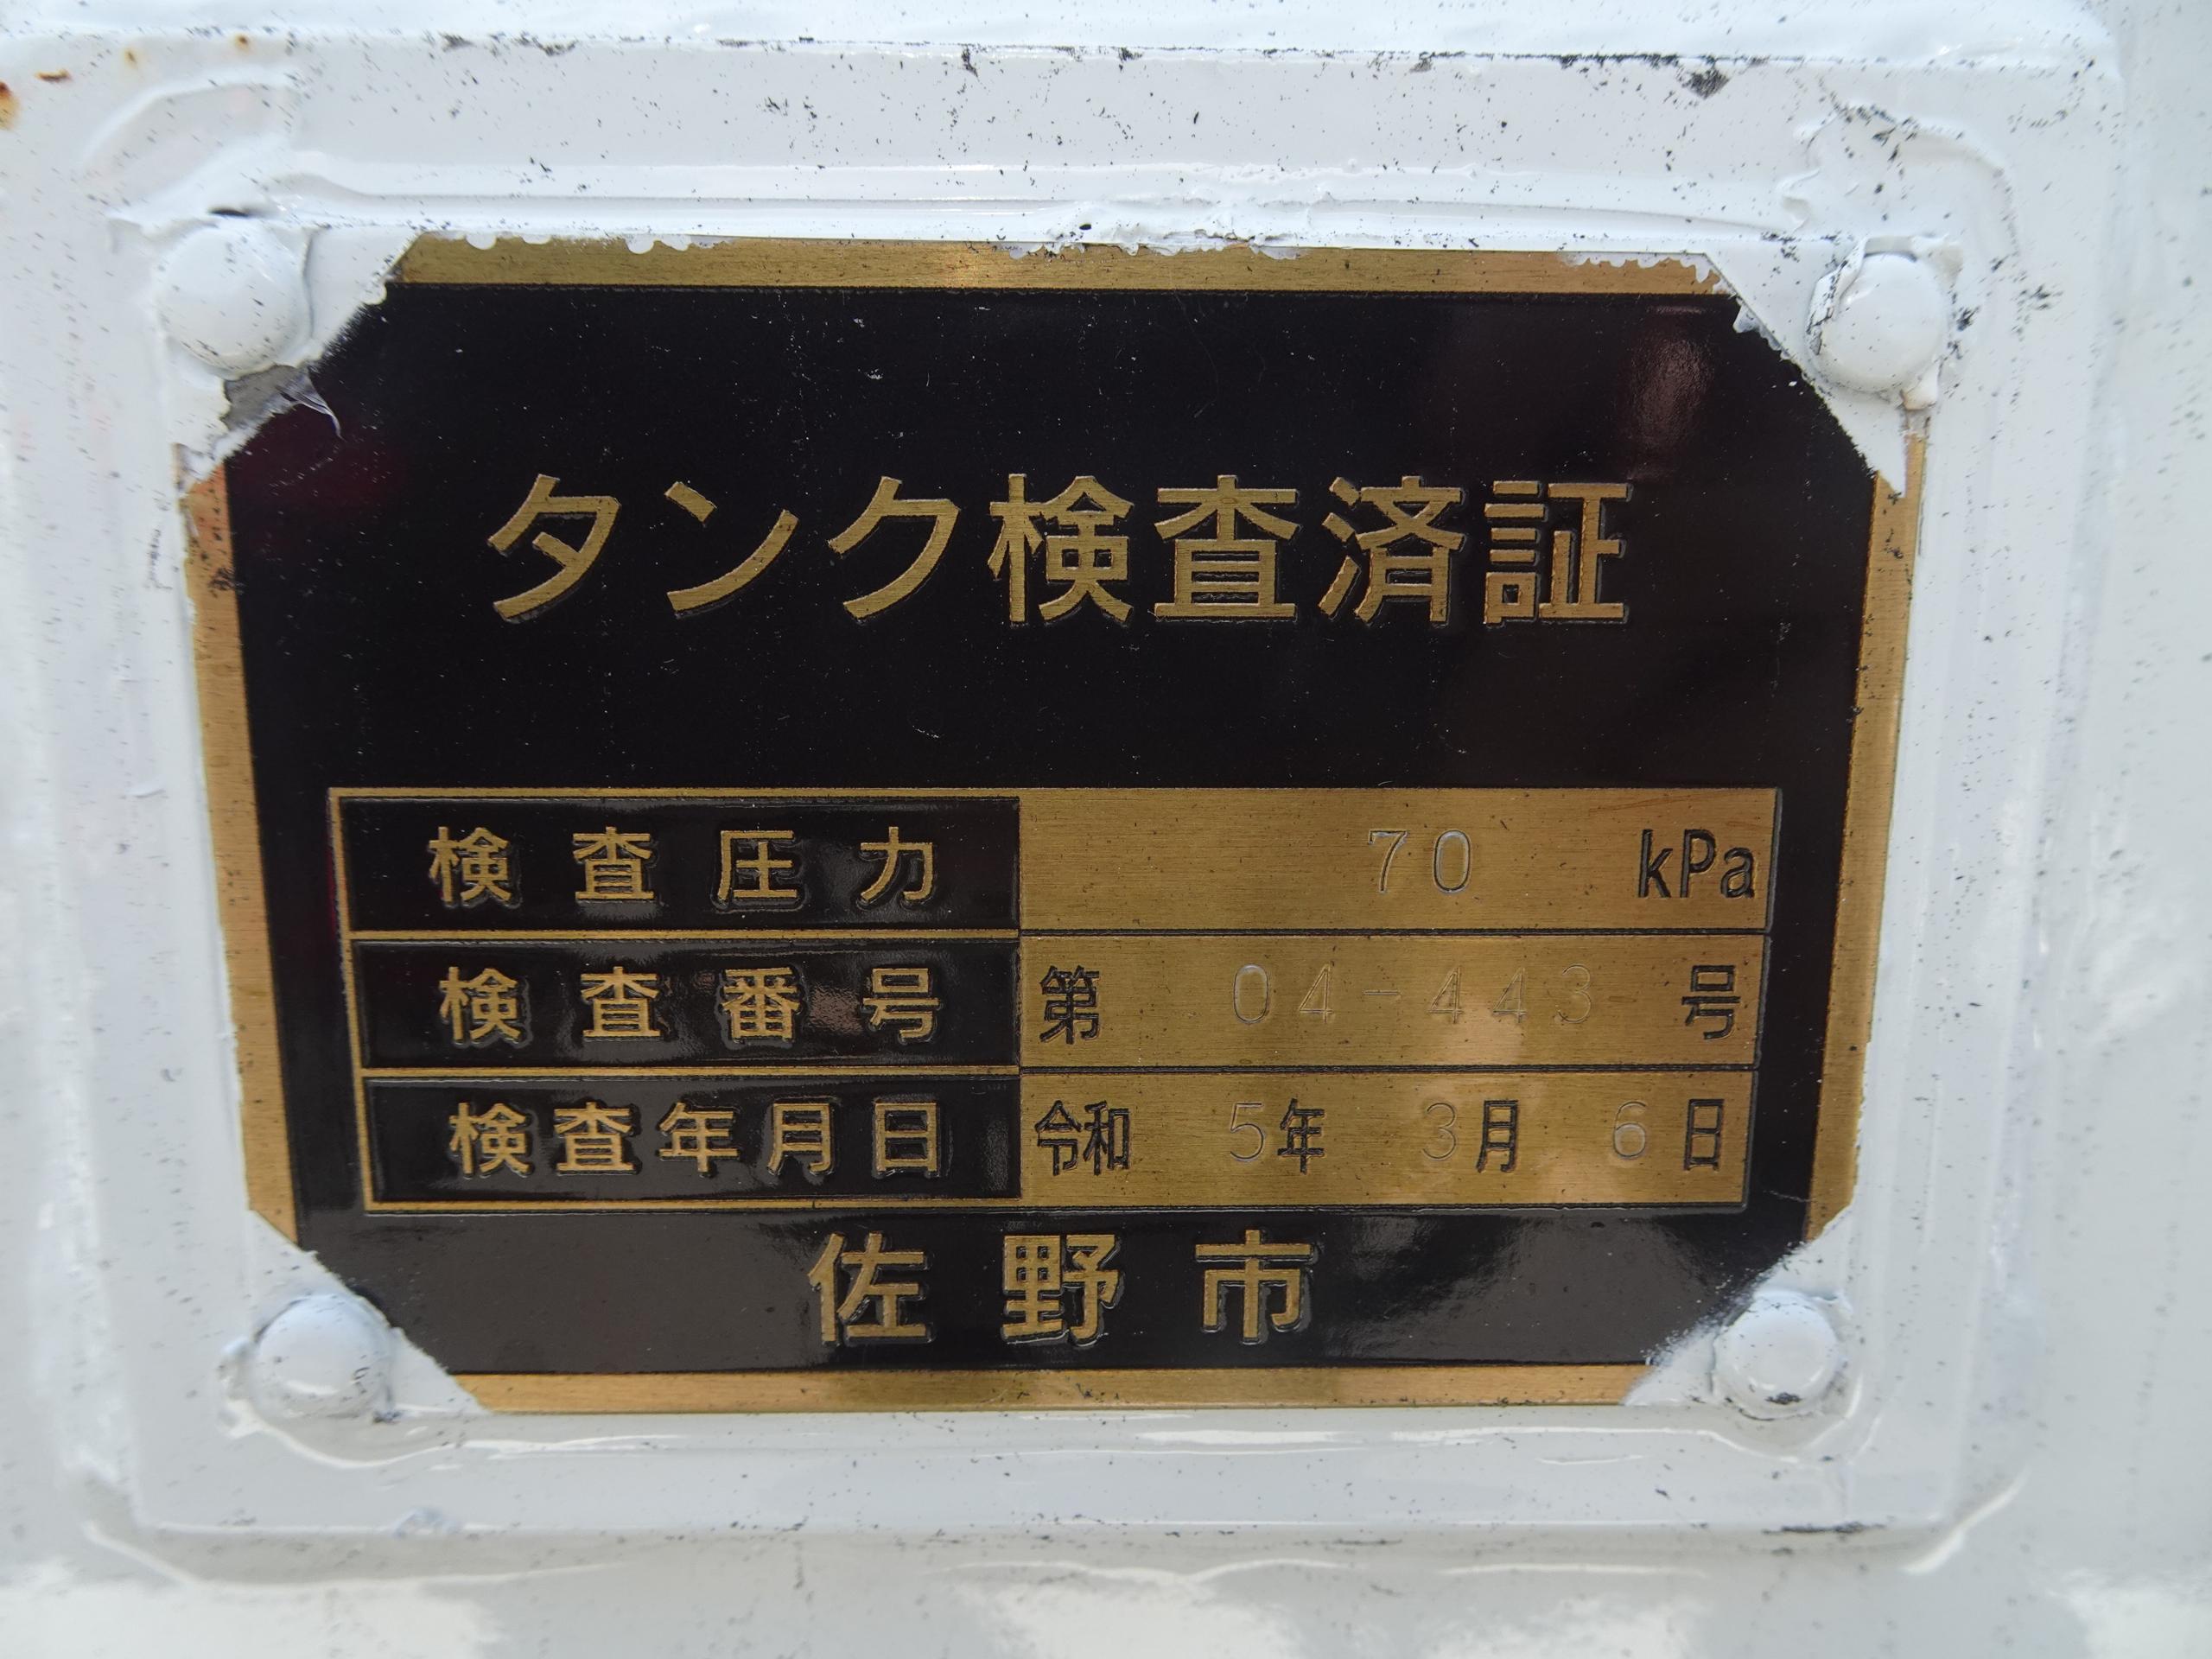 タンク検査済証
検査圧力 70 kPa
検査番号 第 04-443 号
検査年月日 令和 5年 3月 6日
佐野市